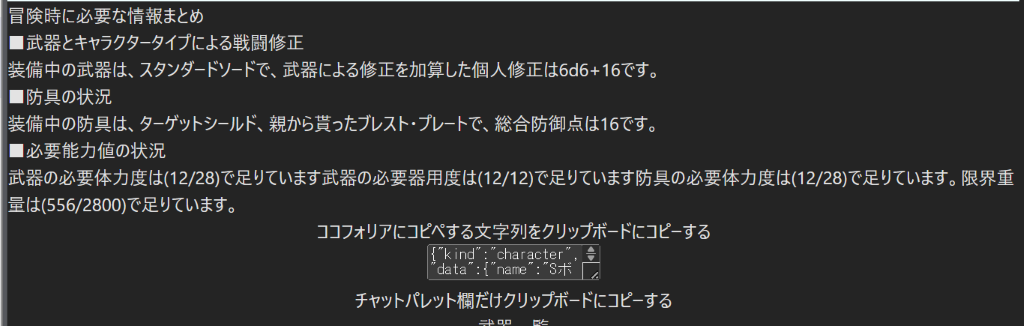 冒険時に必要な情報まとめ
■武器とキャラクタータイプによる戦闘修正
装備中の武器は、スタンダードソードで、武器による修正を加算した個人修正は6d6+16です。
■防具の状況
装備中の防具は、ターゲットシールド、親から貰ったブレスト・プレートで、総合防御点は16です。
■必要能力値の状況
武器の必要体力度は(12/28)で足りています武器の必要器用度は(12/12)で足りています防具の必要体力度は(12/28)で足りています。限界重
量は(556/2800)で足りています。
ココフォリアにコピペする文字列をクリップボードにコピーする
{"kind":"character",
"data":{"name":"Sボ
チャットパレット欄だけクリップボードにコピーする
武器一覧